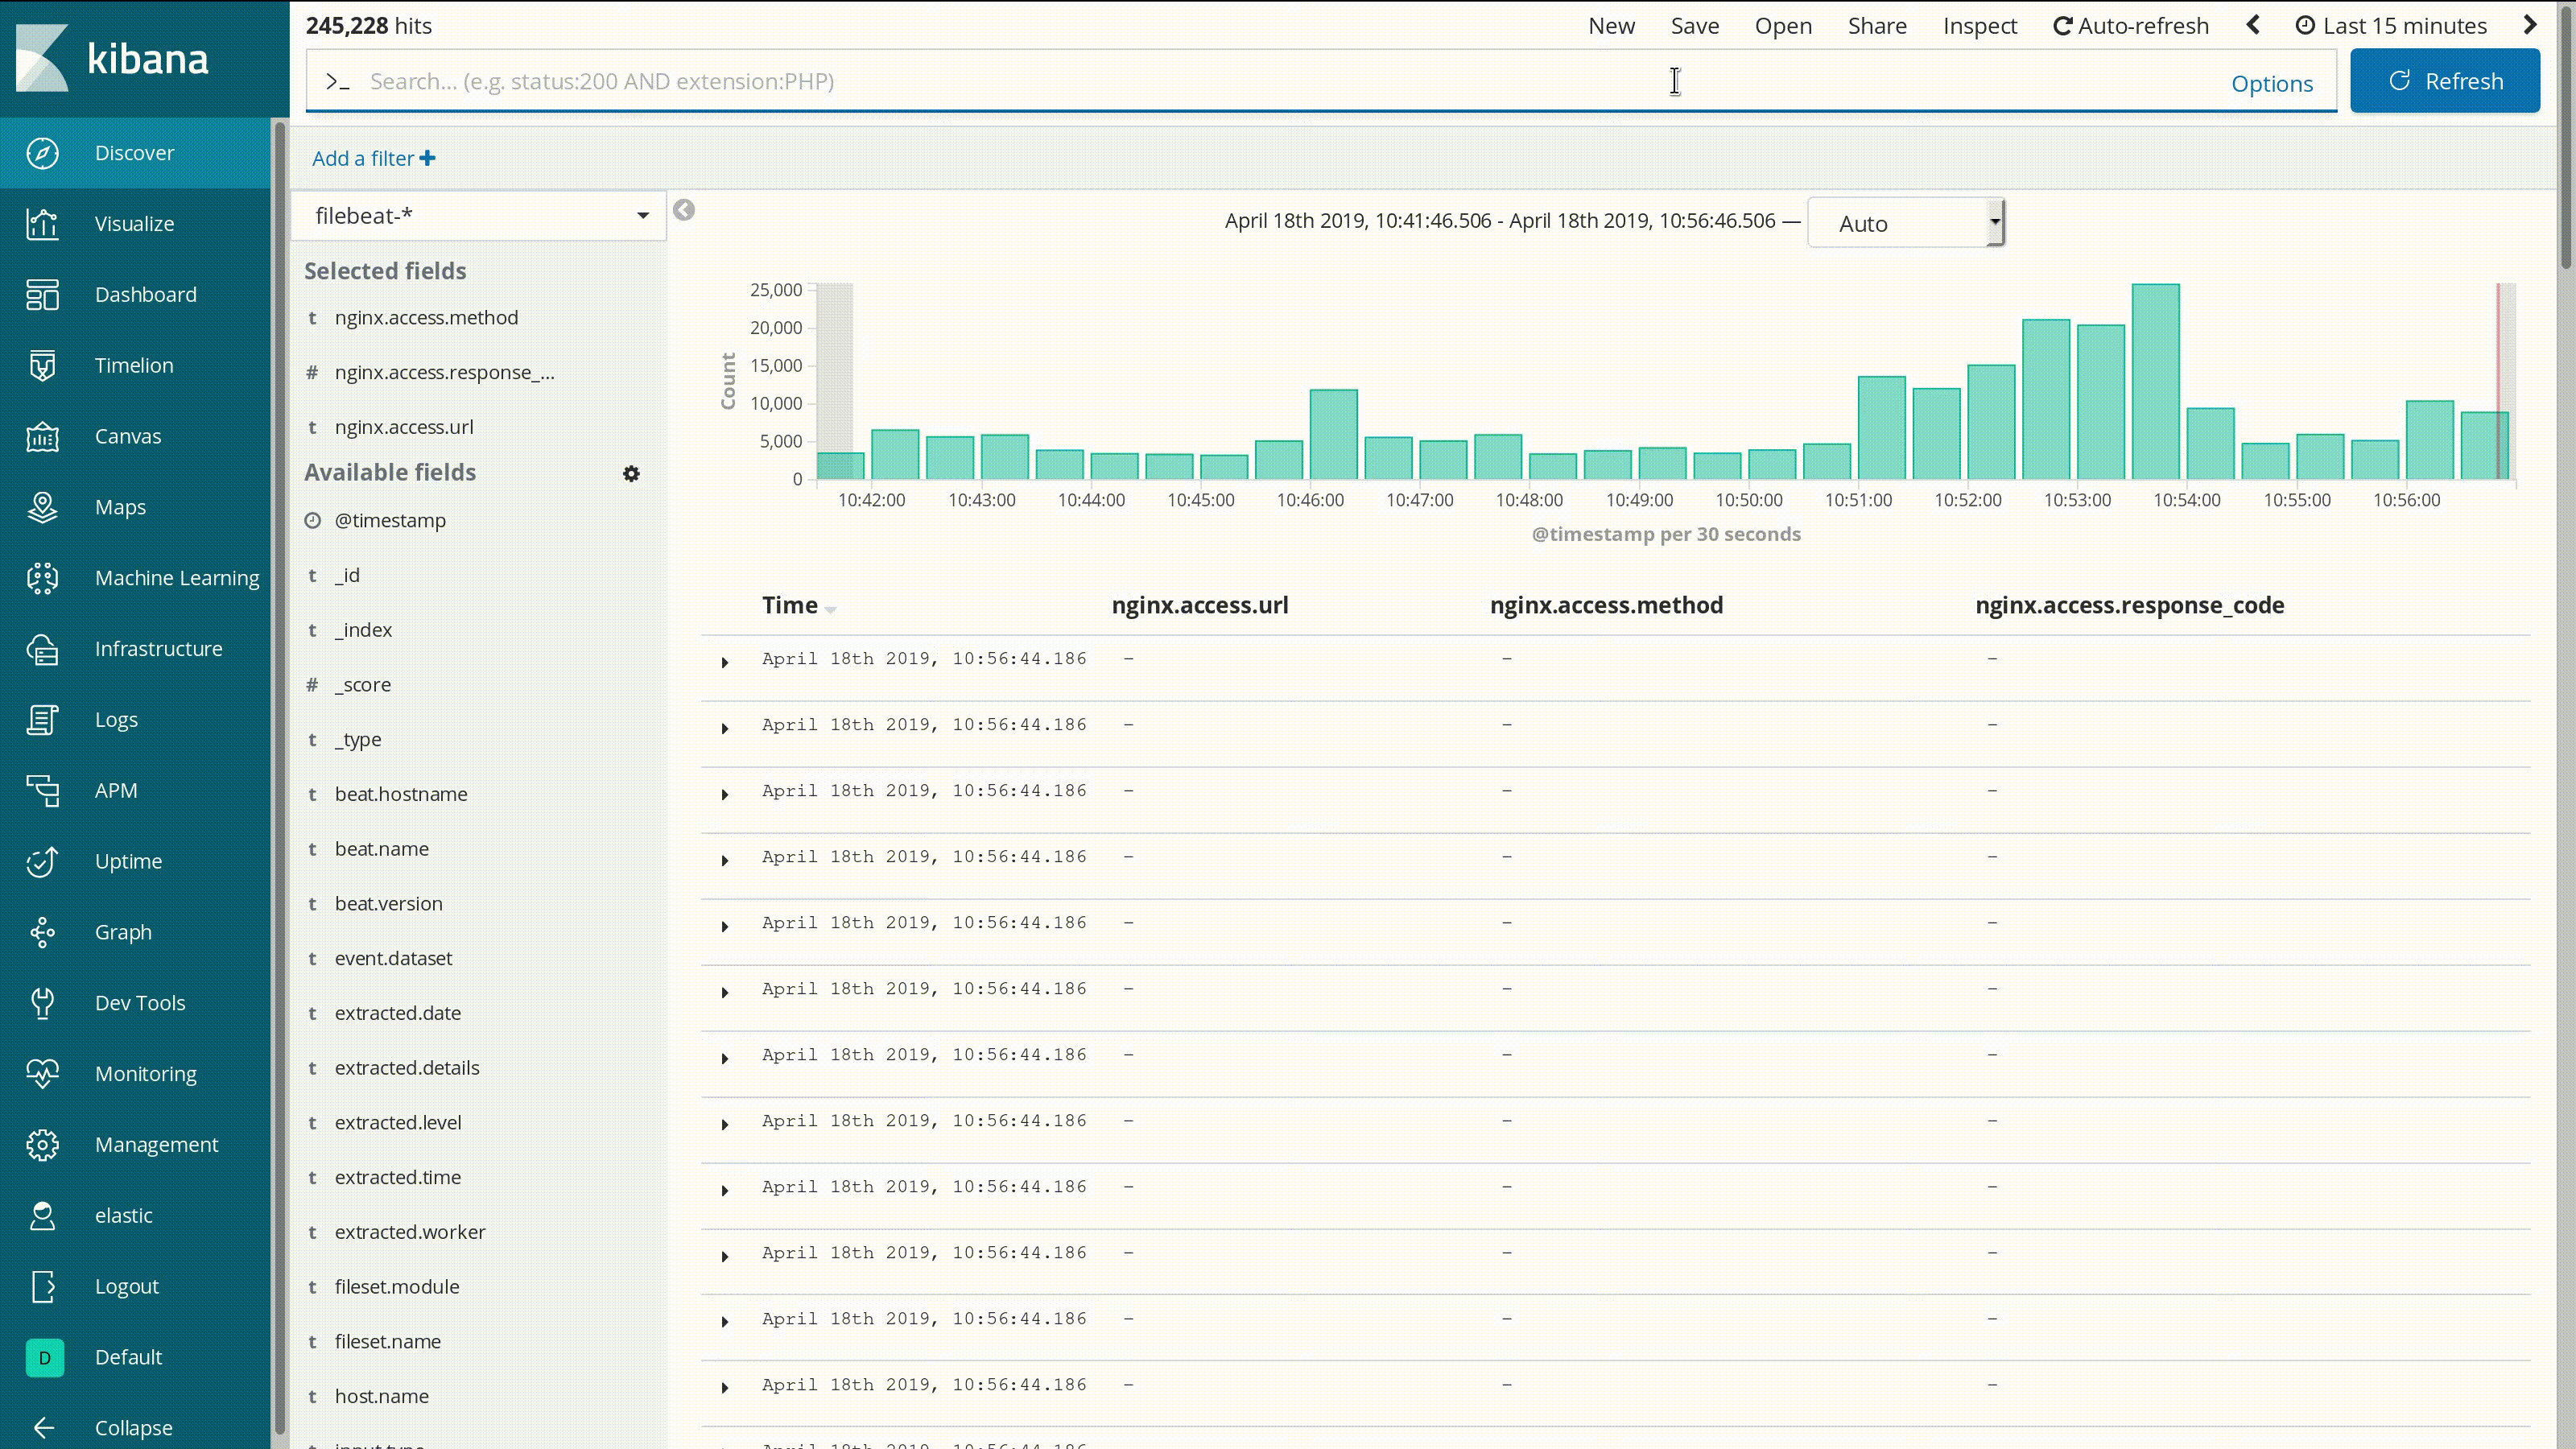 kibana
Discover
Visualize
Dashboard
Timelion
Canvas
Maps
Machine Learning
Infrastructure
Logs
APM
Uptime
Graph
Dev Tools
Monitoring
Management
elastic
Logout
D Default
Collapse
245,228 hits
New Save Open Share Inspect Auto-refresh Last 15 minutes
>_ Search... (e.g. status:200 AND extension:PHP) Options Refresh
Add a filter +
filebeat-*
Selected fields
t nginx.access.method
# nginx.access.response_...
t nginx.access.url
Available fields
@timestamp
t _id
t _index
# _score
t _type
t beat.hostname
t beat.name
t beat.version
t event.dataset
t extracted.date
t extracted.details
t extracted.level
t extracted.time
t extracted.worker
t fileset.module
t fileset.name
t host.name
April 18th 2019, 10:41:46.506 - April 18th 2019, 10:56:46.506 — Auto
Count
25,000
20,000
15,000
10,000
5,000
0
10:42:00 10:43:00 10:44:00 10:45:00 10:46:00 10:47:00 10:48:00 10:49:00 10:50:00 10:51:00 10:52:00 10:53:00 10:54:00 10:55:00 10:56:00
@timestamp per 30 seconds
Time nginx.access.url nginx.access.method nginx.access.response_code
April 18th 2019, 10:56:44.186 - - -
April 18th 2019, 10:56:44.186 - - -
April 18th 2019, 10:56:44.186 - - -
April 18th 2019, 10:56:44.186 - - -
April 18th 2019, 10:56:44.186 - - -
April 18th 2019, 10:56:44.186 - - -
April 18th 2019, 10:56:44.186 - - -
April 18th 2019, 10:56:44.186 - - -
April 18th 2019, 10:56:44.186 - - -
April 18th 2019, 10:56:44.186 - - -
April 18th 2019, 10:56:44.186 - - -
April 18th 2019, 10:56:44.186 - - -